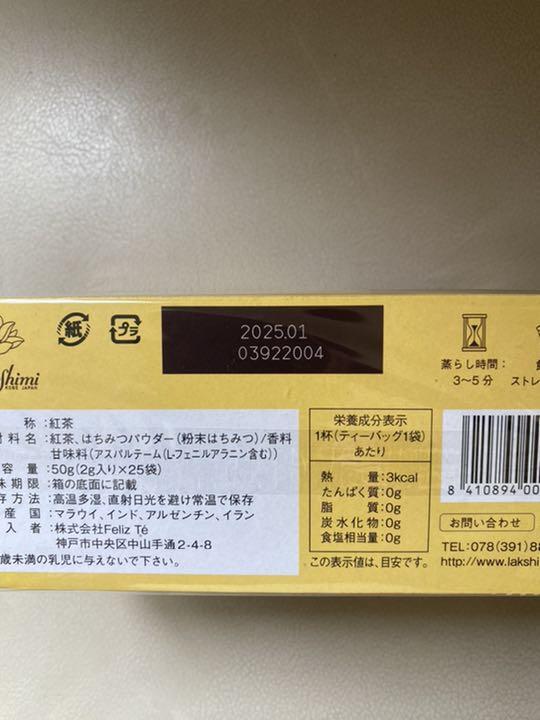 紙
プラ
2025.01
03922004
shimi
KOBE JAPAN
蒸らし時間:
3〜5分
ストレ
称:紅茶
材料名:紅茶、はちみつパウダー(粉末はちみつ)/香料
甘味料(アスパルテーム(L-フェニルアラニン含む))
容量:50g(2g入り×25袋)
味期限:箱の底面に記載
存方法:高温多湿、直射日光を避け常温で保存
産国:マラウイ、インド、アルゼンチン、イラン
入者:株式会社Feliz Té
神戸市中央区中山手通2-4-8
歳未満の乳児に与えないで下さい。
栄養成分表示
1杯(ティーバッグ1袋)
あたり
熱量:3kcal
たんぱく質:0g
脂質:0g
炭水化物:0g
食塩相当量:0g
この表示値は、目安です。
8 410894 00
お問い合わせ
TEL:078(391)88
http://www.lakshi